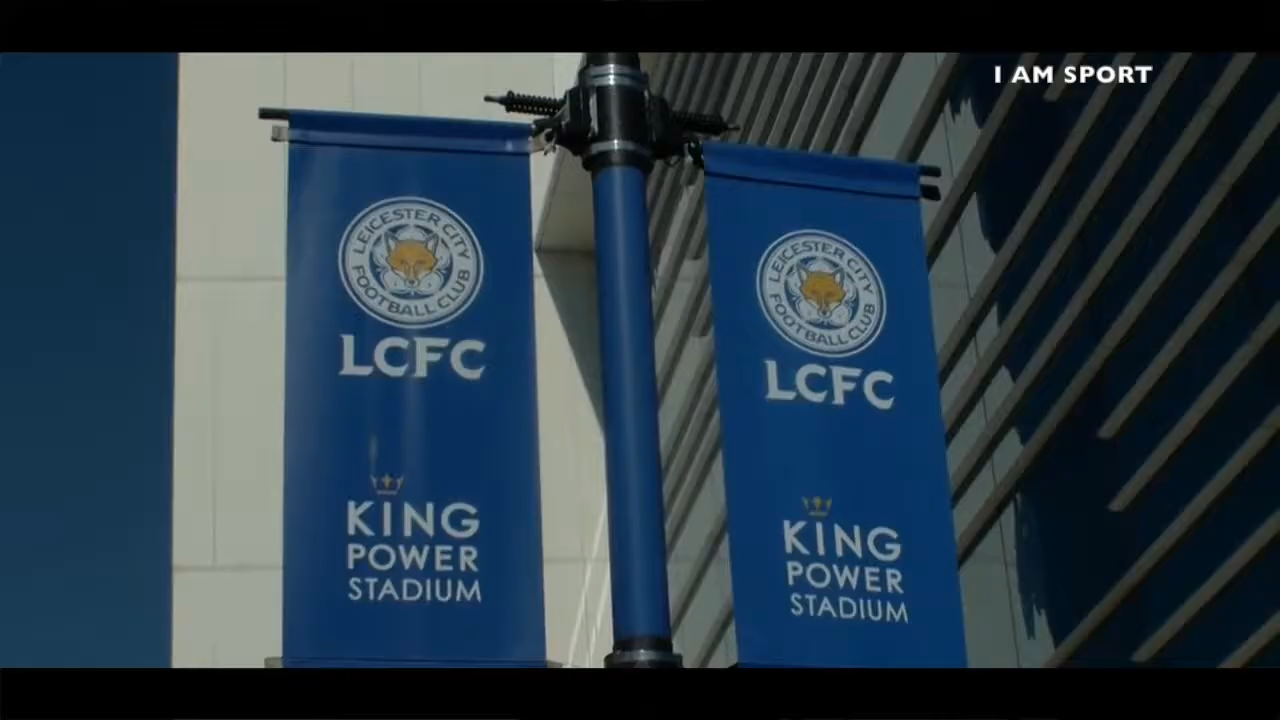 I AM SPORT
LEICESTER CITY
FOOTBALL CLUB
LCFC
KING
POWER
STADIUM
LEICESTER CITY
FOOTBALL CLUB
LCFC
KING
POWER
STADIUM